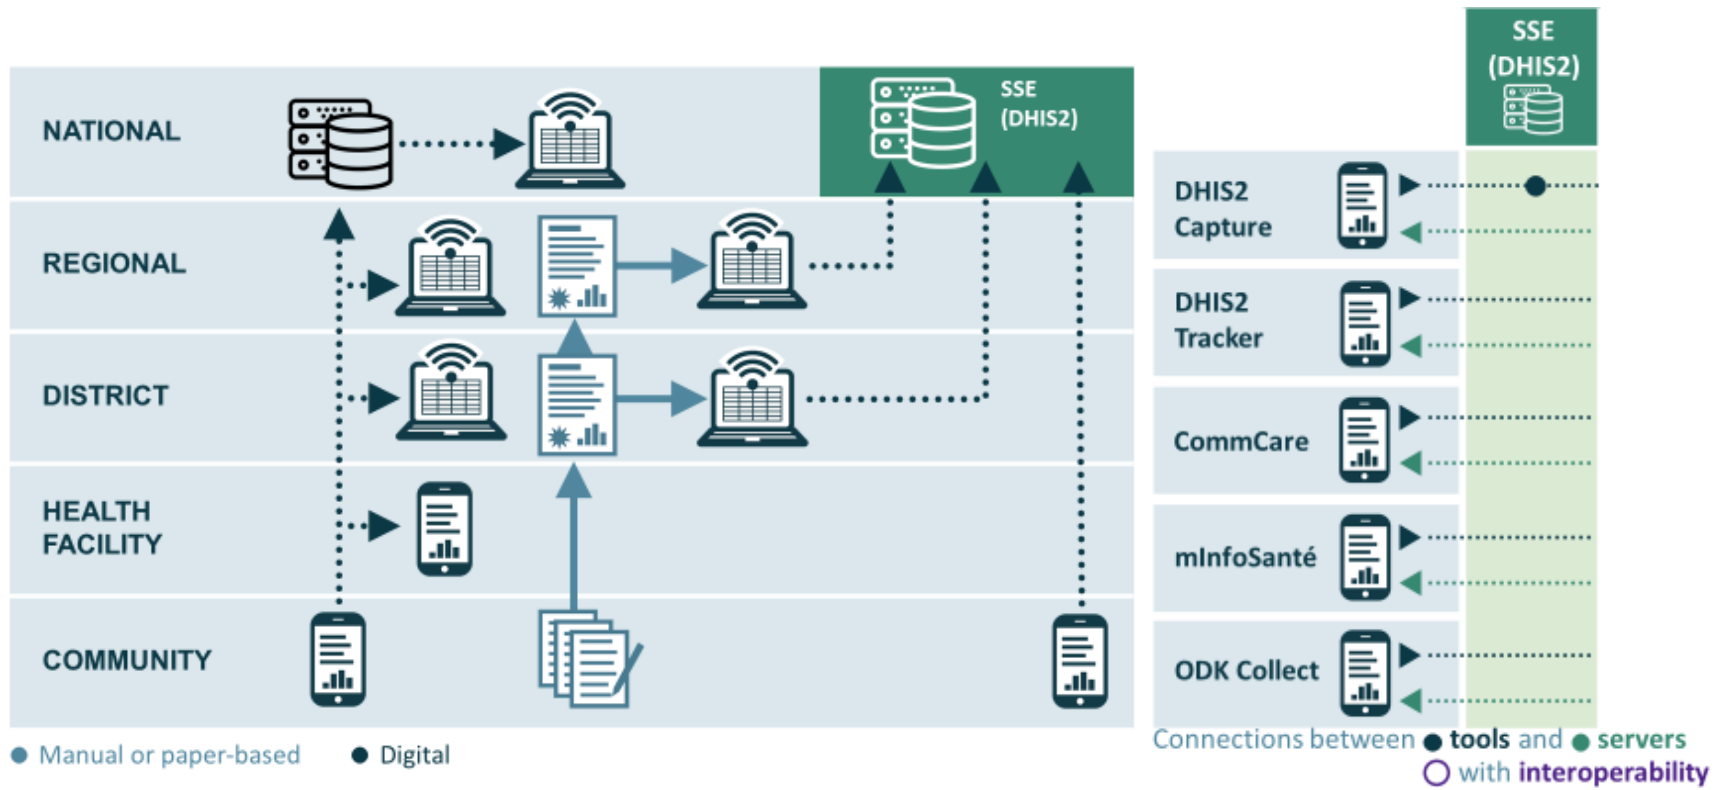 NATIONAL
SSE
(DHIS2)
REGIONAL
DISTRICT
HEALTH
FACILITY
COMMUNITY
Manual or paper-based
Digital
SSE
(DHIS2)
DHIS2
Capture
DHIS2
Tracker
CommCare
mInfoSanté
ODK Collect
Connections between tools and servers
with interoperability